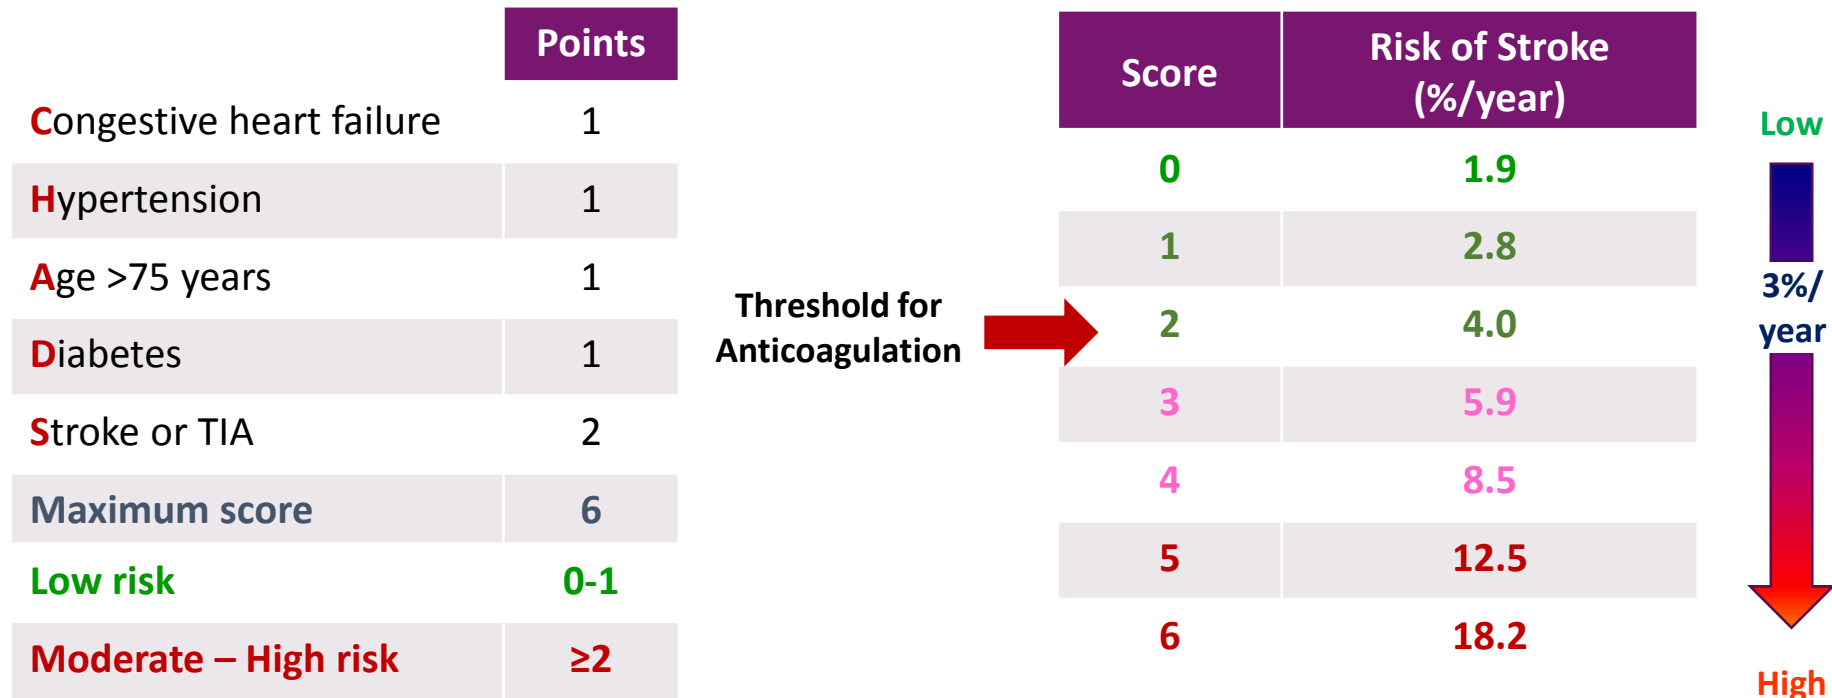 Points
Congestive heart failure 1
Hypertension 1
Age >75 years 1
Diabetes 1
Stroke or TIA 2
Maximum score 6
Low risk 0-1
Moderate – High risk ≥2
Threshold for
Anticoagulation
Score
Risk of Stroke
(%/year)
0 1.9
1 2.8
2 4.0
3 5.9
4 8.5
5 12.5
6 18.2
Low
3%/
year
High